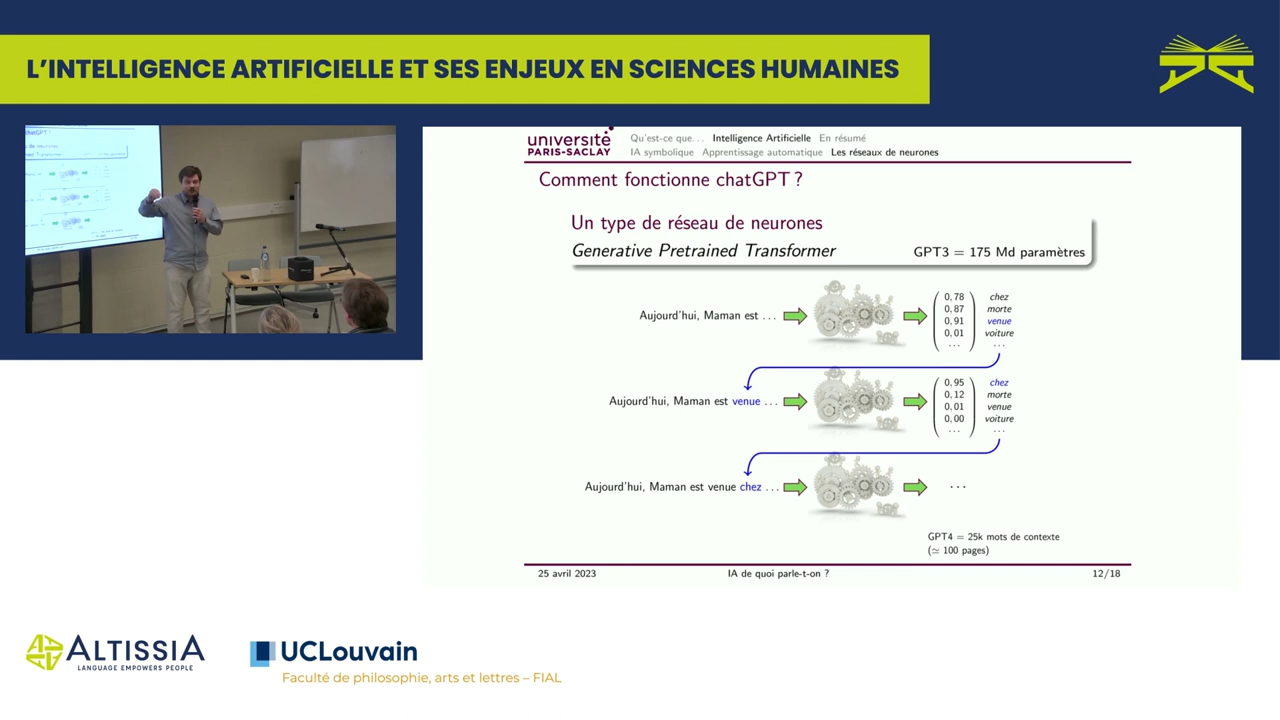 L'INTELLIGENCE ARTIFICIELLE ET SES ENJEUX EN SCIENCES HUMAINES
université
PARIS-SACLAY
Qu'est-ce que... Intelligence Artificielle En résumé
IA symbolique Apprentissage automatique Les réseaux de neurones
Comment fonctionne chatGPT ?
Un type de réseau de neurones
Generative Pretrained Transformer GPT3 = 175 Md paramètres
Aujourd'hui, Maman est ...
0,78 chez
0,87 morte
0,91 venue
0,01 voiture
... ...
Aujourd'hui, Maman est venue ...
0,95 chez
0,12 morte
0,01 venue
0,00 voiture
... ...
Aujourd'hui, Maman est venue chez ...
...
GPT4 = 25k mots de contexte
(≃ 100 pages)
25 avril 2023 IA de quoi parle-t-on ? 12/18
ALTISSIA
LANGUAGE EMPOWERS PEOPLE
UCLouvain
Faculté de philosophie, arts et lettres – FIAL